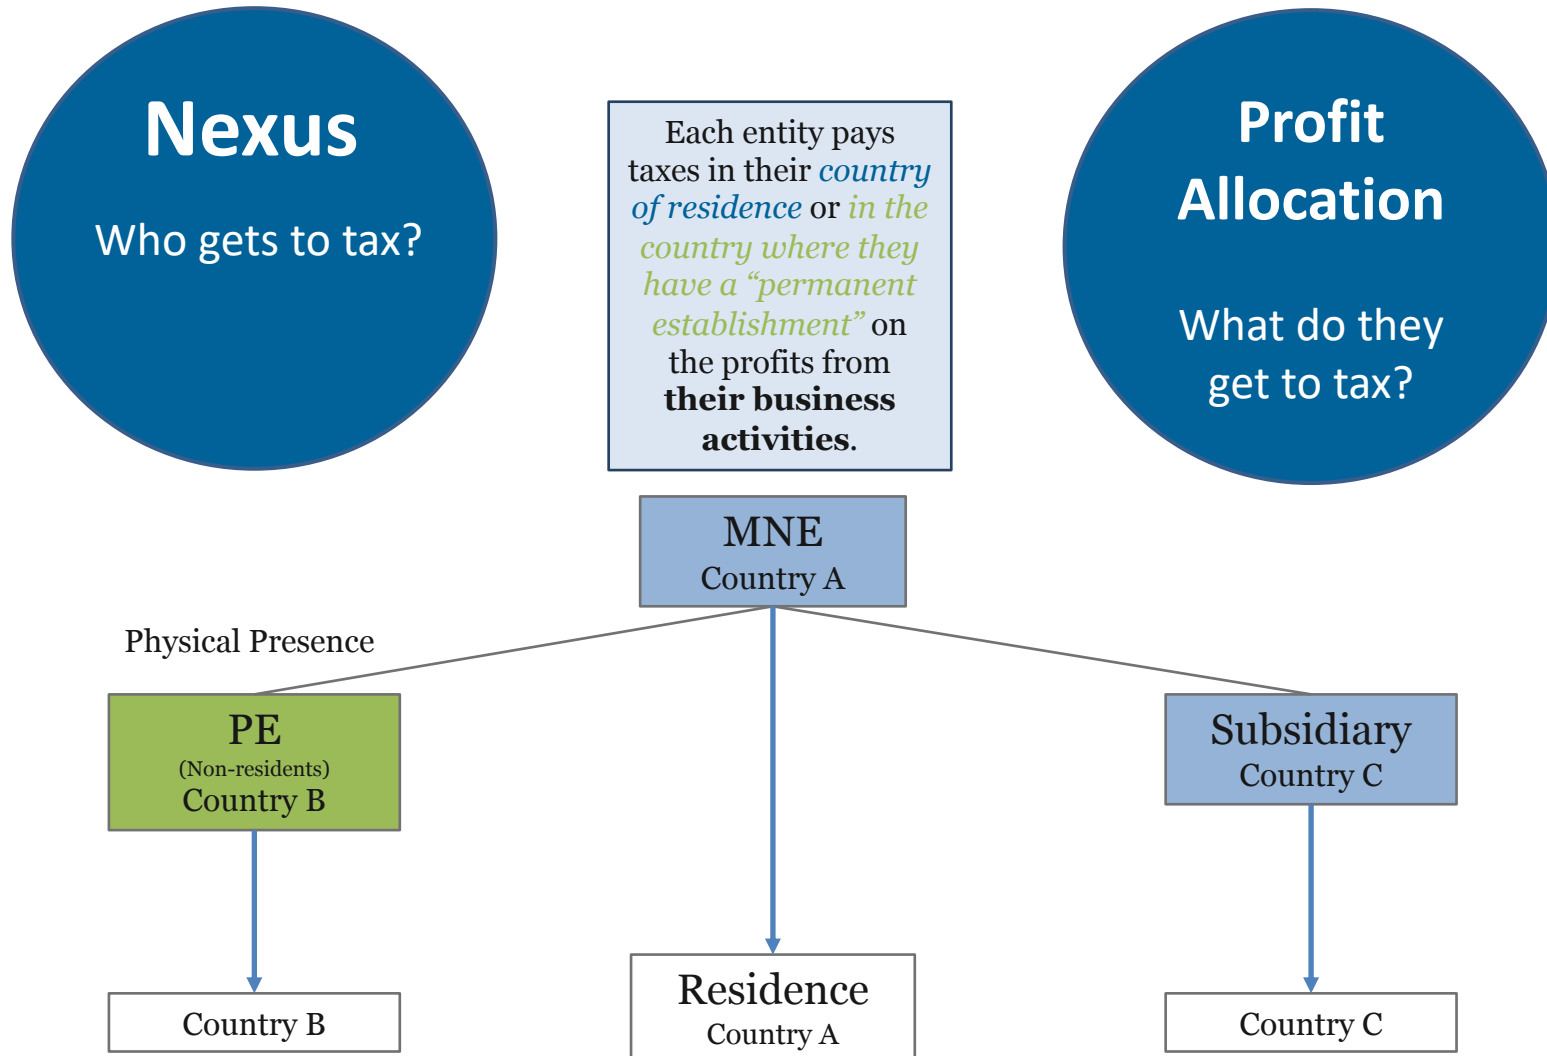 Nexus
Who gets to tax?
Each entity pays
taxes in their country
of residence or in the
country where they
have a “permanent
establishment” on
the profits from
their business
activities.
Profit
Allocation
What do they
get to tax?
MNE
Country A
Physical Presence
PE
(Non-residents)
Country B
Subsidiary
Country C
Country B
Residence
Country A
Country C